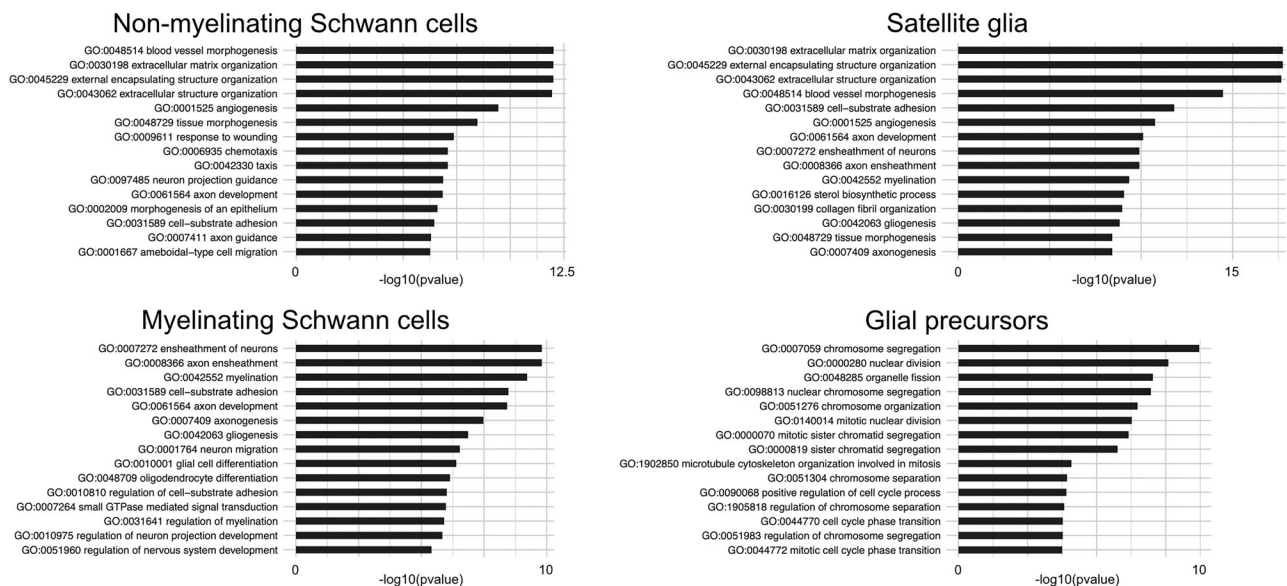 Non-myelinating Schwann cells
GO:0048514 blood vessel morphogenesis
GO:0030198 extracellular matrix organization
GO:0045229 external encapsulating structure organization
GO:0043062 extracellular structure organization
GO:0001525 angiogenesis
GO:0048729 tissue morphogenesis
GO:0009611 response to wounding
GO:0006935 chemotaxis
GO:0042330 taxis
GO:0097485 neuron projection guidance
GO:0061564 axon development
GO:0002009 morphogenesis of an epithelium
GO:0031589 cell-substrate adhesion
GO:0007411 axon guidance
GO:0001667 ameboidal-type cell migration
0
12.5
-log10(pvalue)
Satellite glia
GO:0030198 extracellular matrix organization
GO:0045229 external encapsulating structure organization
GO:0043062 extracellular structure organization
GO:0048514 blood vessel morphogenesis
GO:0031589 cell-substrate adhesion
GO:0001525 angiogenesis
GO:0061564 axon development
GO:0007272 ensheathment of neurons
GO:0008366 axon ensheathment
GO:0042552 myelination
GO:0016126 sterol biosynthetic process
GO:0030199 collagen fibril organization
GO:0042063 gliogenesis
GO:0048729 tissue morphogenesis
GO:0007409 axonogenesis
0
15
-log10(pvalue)
Myelinating Schwann cells
GO:0007272 ensheathment of neurons
GO:0008366 axon ensheathment
GO:0042552 myelination
GO:0031589 cell-substrate adhesion
GO:0061564 axon development
GO:0007409 axonogenesis
GO:0042063 gliogenesis
GO:0001764 neuron migration
GO:0010001 glial cell differentiation
GO:0048709 oligodendrocyte differentiation
GO:0010810 regulation of cell-substrate adhesion
GO:0007264 small GTPase mediated signal transduction
GO:0031641 regulation of myelination
GO:0010975 regulation of neuron projection development
GO:0051960 regulation of nervous system development
0
10
-log10(pvalue)
Glial precursors
GO:0007059 chromosome segregation
GO:0000280 nuclear division
GO:0048285 organelle fission
GO:0098813 nuclear chromosome segregation
GO:0051276 chromosome organization
GO:0140014 mitotic nuclear division
GO:0000070 mitotic sister chromatid segregation
GO:0000819 sister chromatid segregation
GO:1902850 microtubule cytoskeleton organization involved in mitosis
GO:0051304 chromosome separation
GO:0090068 positive regulation of cell cycle process
GO:1905818 regulation of chromosome separation
GO:0044770 cell cycle phase transition
GO:0051983 regulation of chromosome segregation
GO:0044772 mitotic cell cycle phase transition
0
10
-log10(pvalue)